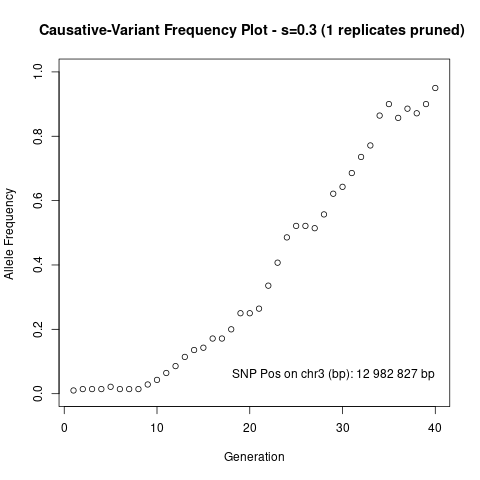 Causative-Variant Frequency Plot - s=0.3 (1 replicates pruned)
Allele Frequency
1.0
0.8
0.6
0.4
0.2
0.0
SNP Pos on chr3 (bp): 12 982 827 bp
0 10 20 30 40
Generation